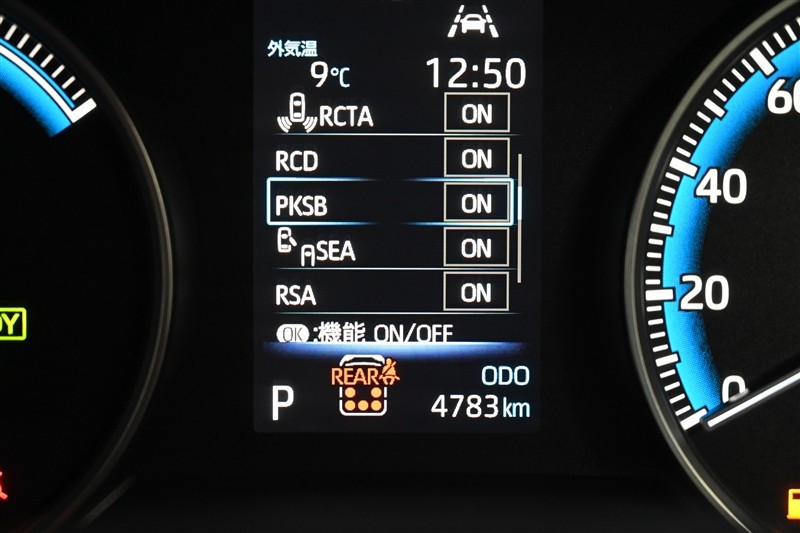 外気温
9℃ 12:50
RCTA ON
RCD ON
PKSB ON
SEA ON
RSA ON
OK :機能 ON/OFF
REAR
ODO
P 4783km
60
40
20
0